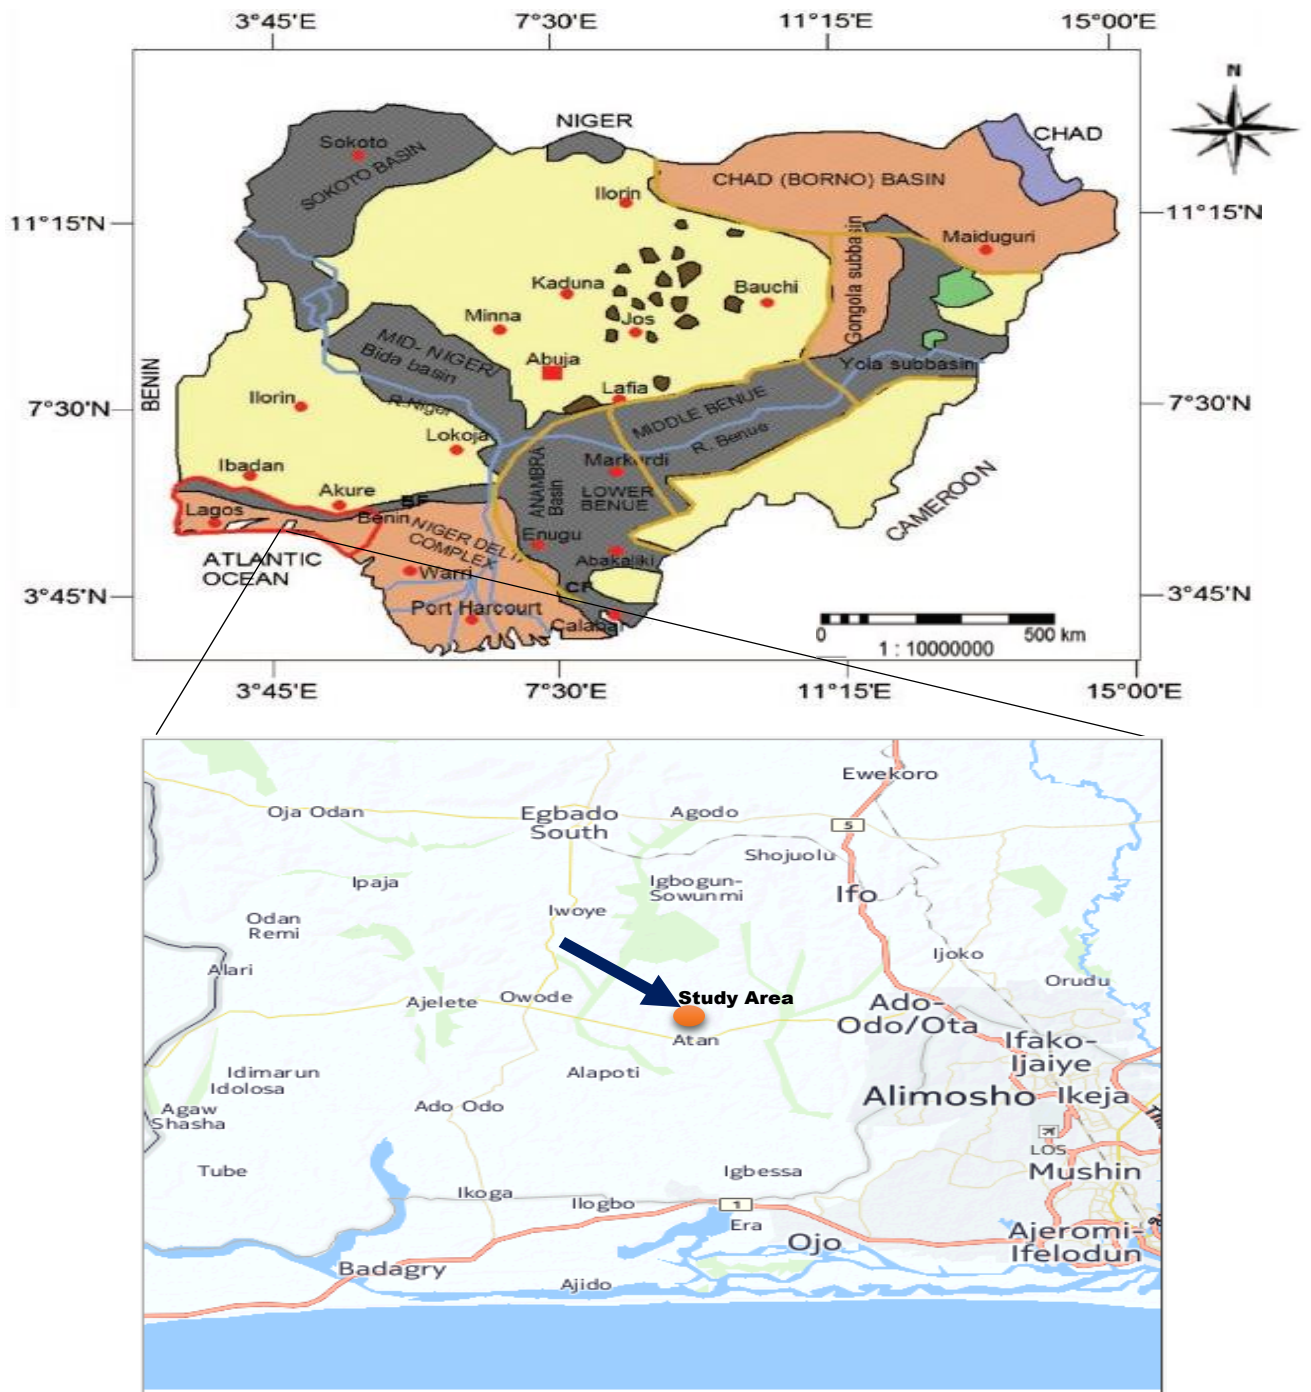 3°45'E
7°30'E
11°15'E
15°00'E
N
NIGER
CHAD
Sokoto
SOKOTO BASIN
CHAD (BORNO) BASIN
Ilorin
11°15'N
11°15'N
Gongola subbasin
Maiduguri
Kaduna
Bauchi
Minna
Jos
MID- NIGER/
Bida basin
Abuja
Yola subbasin
BENIN
Lafia
Ilorin
R.Niger
MIDDLE BENUE
7°30'N
7°30'N
R. Benue
Lokoja
Ibadan
Markurdi
ANAMBRA
Basin
LOWER
BENUE
CAMEROON
Akure
BF
Lagos
Benin
NIGER DELTA
COMPLEX
Enugu
Abakaliki
ATLANTIC
OCEAN
Warri
CF
3°45'N
3°45'N
Port Harcourt
Calabar
0
500 km
1 : 10000000
3°45'E
7°30'E
11°15'E
15°00'E
Ewekoro
Oja Odan
Egbado
South
Agodo
5
Shojuolu
Ipaja
Igbogun-
Sowunmi
Ifo
Iwoye
Odan
Remi
Ijoko
Alari
Orudu
Ajelete
Owode
Study Area
Ado-
Odo/Ota
Atan
Ifako-
Ijaiye
Idimarun
Idolosa
Alapoti
Alimosho
Ikeja
Agaw
Shasha
Ado Odo
LOS
Tube
Igbessa
Mushin
Ikoga
Ilogbo
1
Era
Ojo
Ajeromi-
Ifelodun
Badagry
Ajido